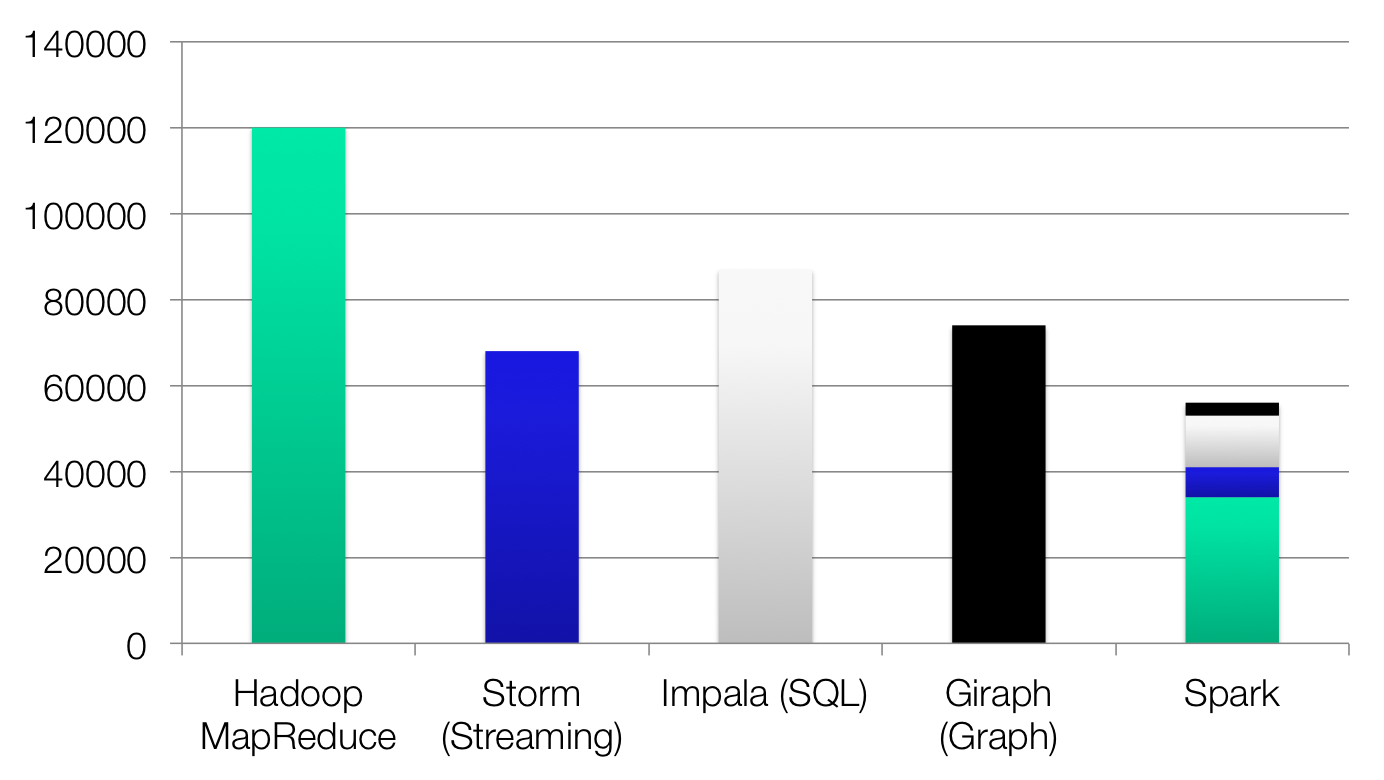 140000
120000
100000
80000
60000
40000
20000
0
Hadoop
MapReduce
Storm
(Streaming)
Impala (SQL)
Giraph
(Graph)
Spark